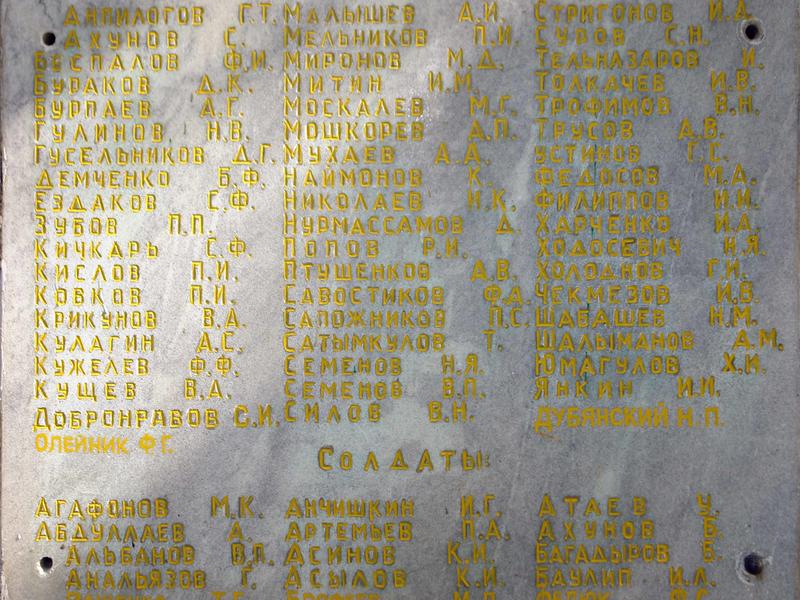 Анпилогов Г.Т. Малышев А.И. Стригонов И.А.
Ахунов С. Мельников П.И. Суров С.Н.
Беспалов Ф.И. Миронов М.Д. Тельназаров И.
Бураков Д.К. Митин И.М. Толкачев И.В.
Бурпаев А.Г. Москалев М.Г. Трофимов В.Н.
Гулинов Н.В. Мошкорев А.П. Трусов А.В.
Гусельников Д.Г. Мухаев А.А. Устинов Г.С.
Демченко Б.Ф. Наймонов К. Федосов М.А.
Ездаков С.Ф. Николаев И.К. Филиппов И.И.
Зубов П.П. Нурмассамов Д. Харченко И.А.
Кичкарь С.Ф. Попов Р.И. Ходосевич Н.Я.
Кислов П.И. Птушенков А.В. Холоднов Г.И.
Ковков П.И. Савостиков Ф.А. Чекмезов И.В.
Крикунов В.А. Сапожников П.С. Шабашев Н.М.
Кулагин А.С. Сатымкулов Т. Шалыманов А.М.
Кужелев Ф.Ф. Семенов Н.Я. Юмагулов Х.И.
Кущев В.А. Семенов В.П. Янкин И.И.
Добронравов С.И. Силов В.Н. Дубянский Н.П.
Олейник Ф.Г.
Солдаты:
Агафонов М.К. Анчишкин И.Г. Атлев У.
Абдуллаев А. Артемьев П.А. Ахунов Б.
Альбанов В.П. Асинов К.И. Багадыров Б.
Анальязов Г. Асылов К.И. Баулип И.Л.